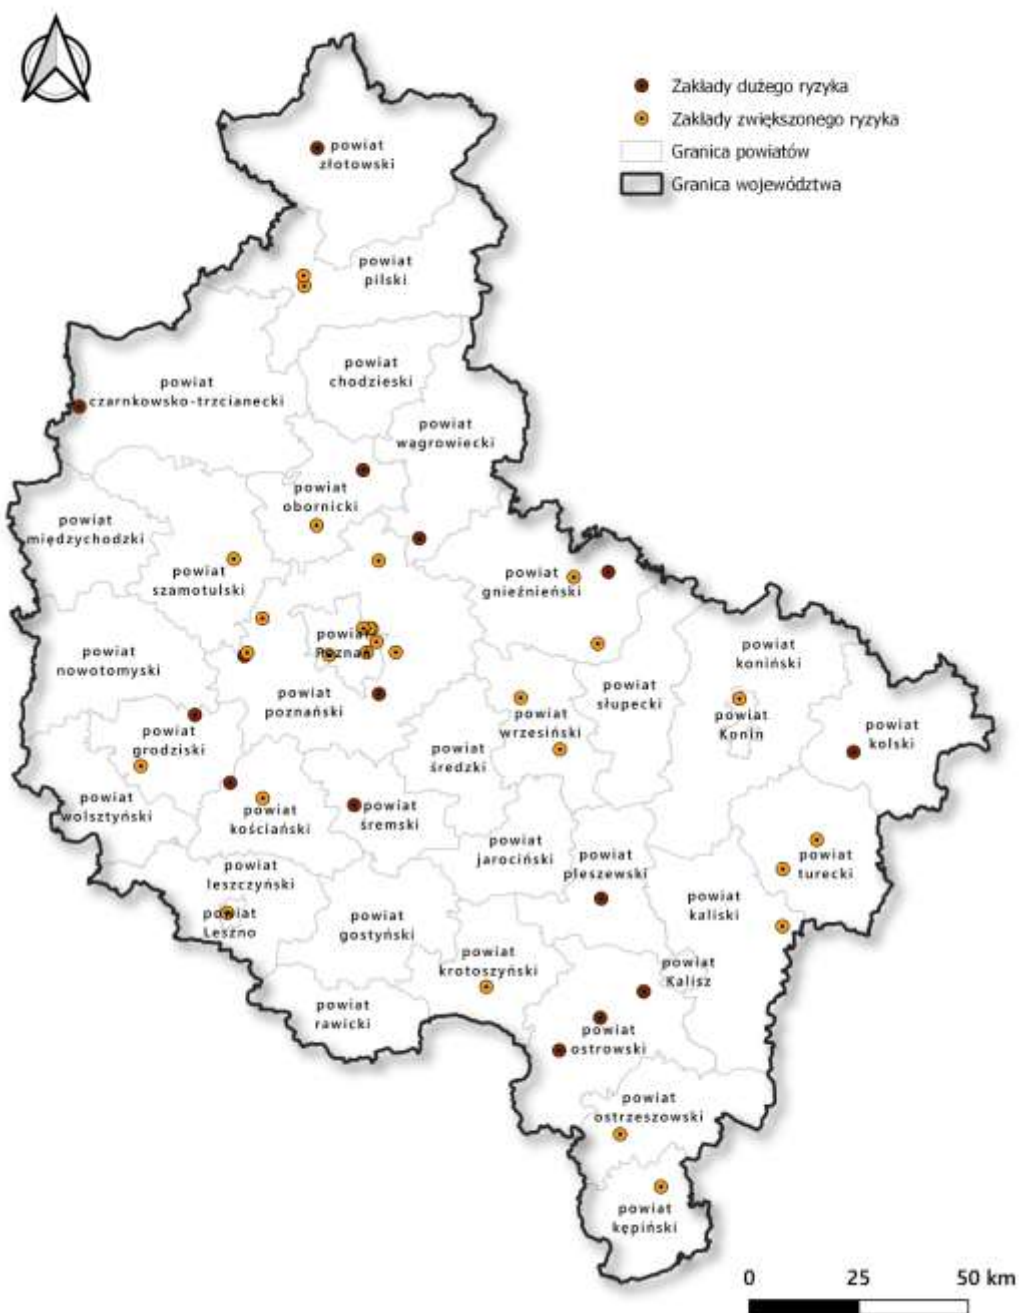 Zakłady dużego ryzyka
Zakłady zwiększonego ryzyka
Granica powiatów
Granica województwa
powiat
złotowski
powiat
pilski
powiat
chodzieski
powiat
czarnkowsko-trzcianecki
powiat
wągrowiecki
powiat
obornicki
powiat
międzychodzki
powiat
szamotulski
powiat
gnieźnieński
powiat
Poznań
powiat
nowotomyski
powiat
koniński
powiat
słupecki
powiat
poznański
powiat
wrzesiński
powiat
Konin
powiat
kolski
powiat
grodziski
powiat
średzki
powiat
wolsztyński
powiat
kościański
powiat
śremski
powiat
jarociński
powiat
pleszewski
powiat
turecki
powiat
leszczyński
powiat
kaliski
powiat
Leszno
powiat
gostyński
powiat
krotoszyński
powiat
Kalisz
powiat
rawicki
powiat
ostrowski
powiat
ostrzeszowski
powiat
kępiński
0 25 50 km